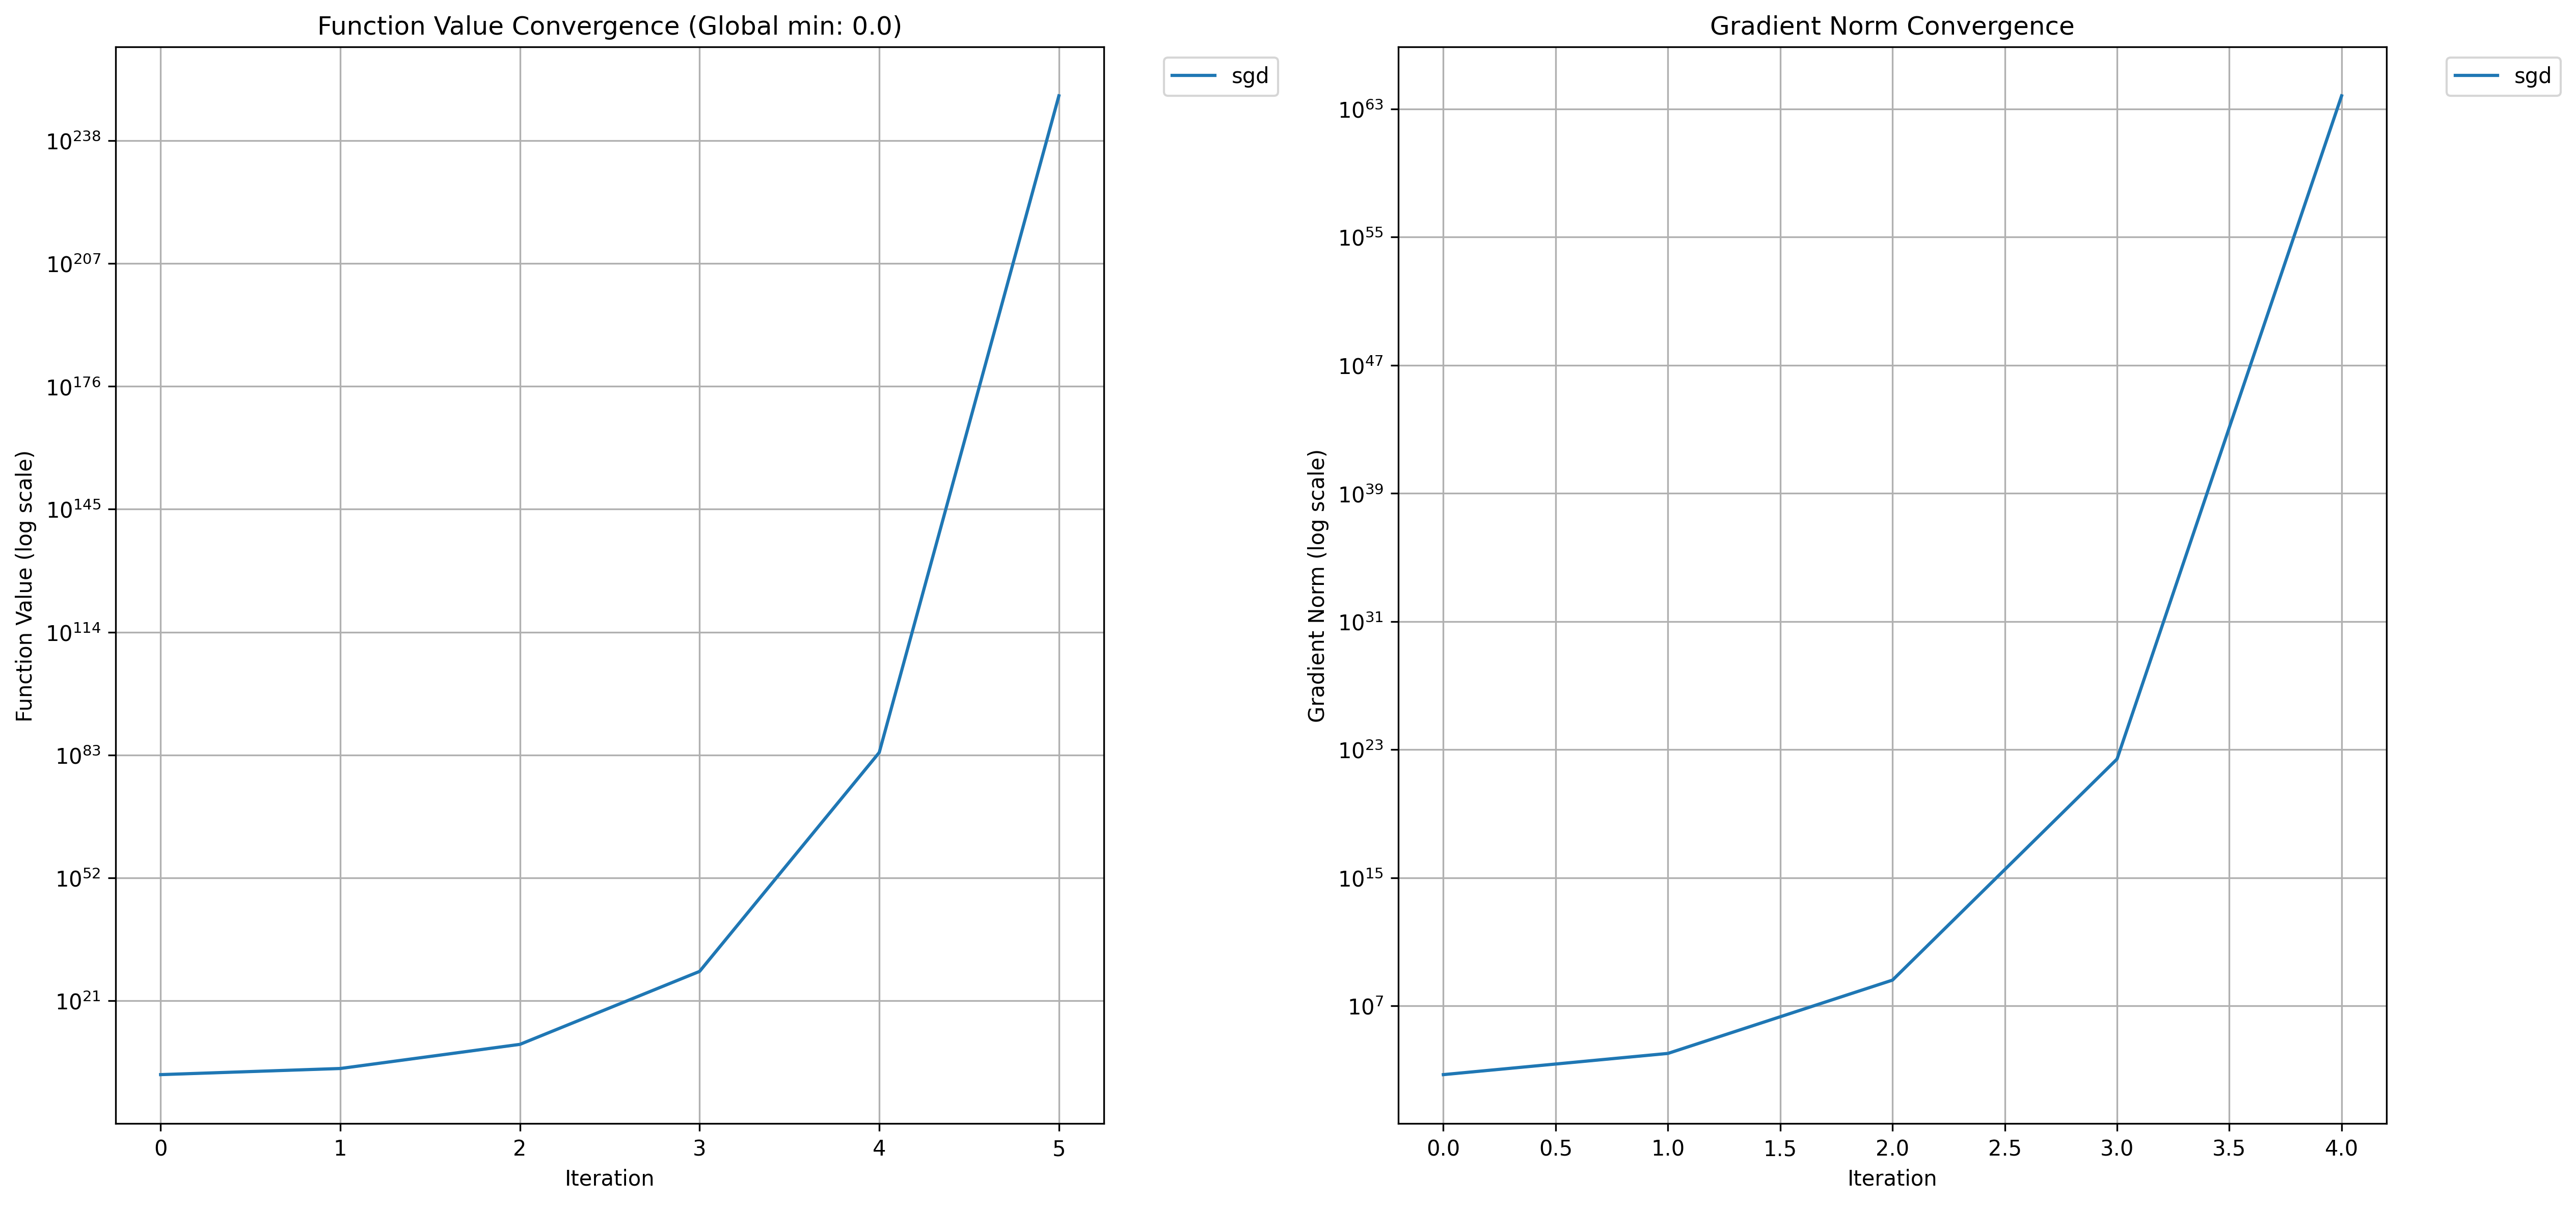 Function Value Convergence (Global min: 0.0)
sgd
10^238
10^207
10^176
10^145
10^114
10^83
10^52
10^21
Function Value (log scale)
0 1 2 3 4 5
Iteration
Gradient Norm Convergence
sgd
10^63
10^55
10^47
10^39
10^31
10^23
10^15
10^7
Gradient Norm (log scale)
0.0 0.5 1.0 1.5 2.0 2.5 3.0 3.5 4.0
Iteration